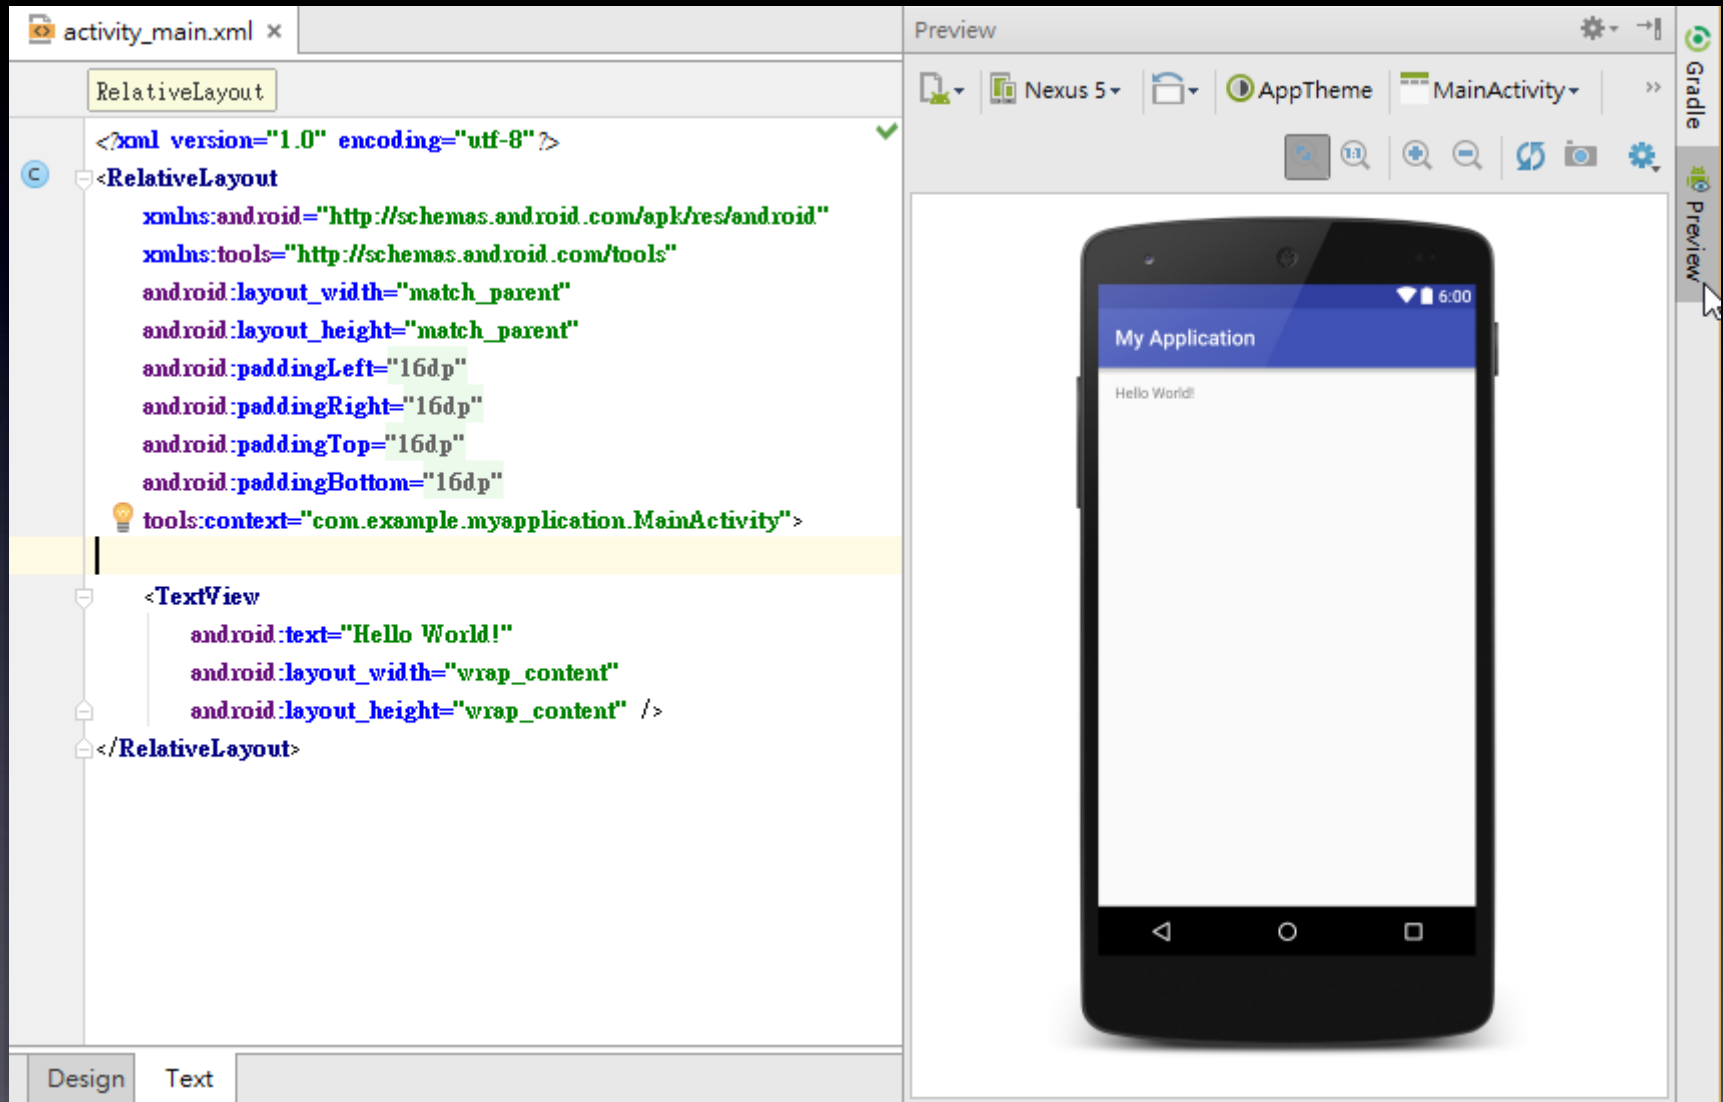 activity_main.xml
RelativeLayout
<?xml version="1.0" encoding="utf-8"?>
<RelativeLayout
xmlns:android="http://schemas.android.com/apk/res/android"
xmlns:tools="http://schemas.android.com/tools"
android:layout_width="match_parent"
android:layout_height="match_parent"
android:paddingLeft="16dp"
android:paddingRight="16dp"
android:paddingTop="16dp"
android:paddingBottom="16dp"
tools:context="com.example.myapplication.MainActivity">
<TextView
android:text="Hello World!"
android:layout_width="wrap_content"
android:layout_height="wrap_content" />
</RelativeLayout>
Design Text
Preview
Nexus 5 AppTheme MainActivity
1:1
6:00
My Application
Hello World!
Gradle
Preview
C